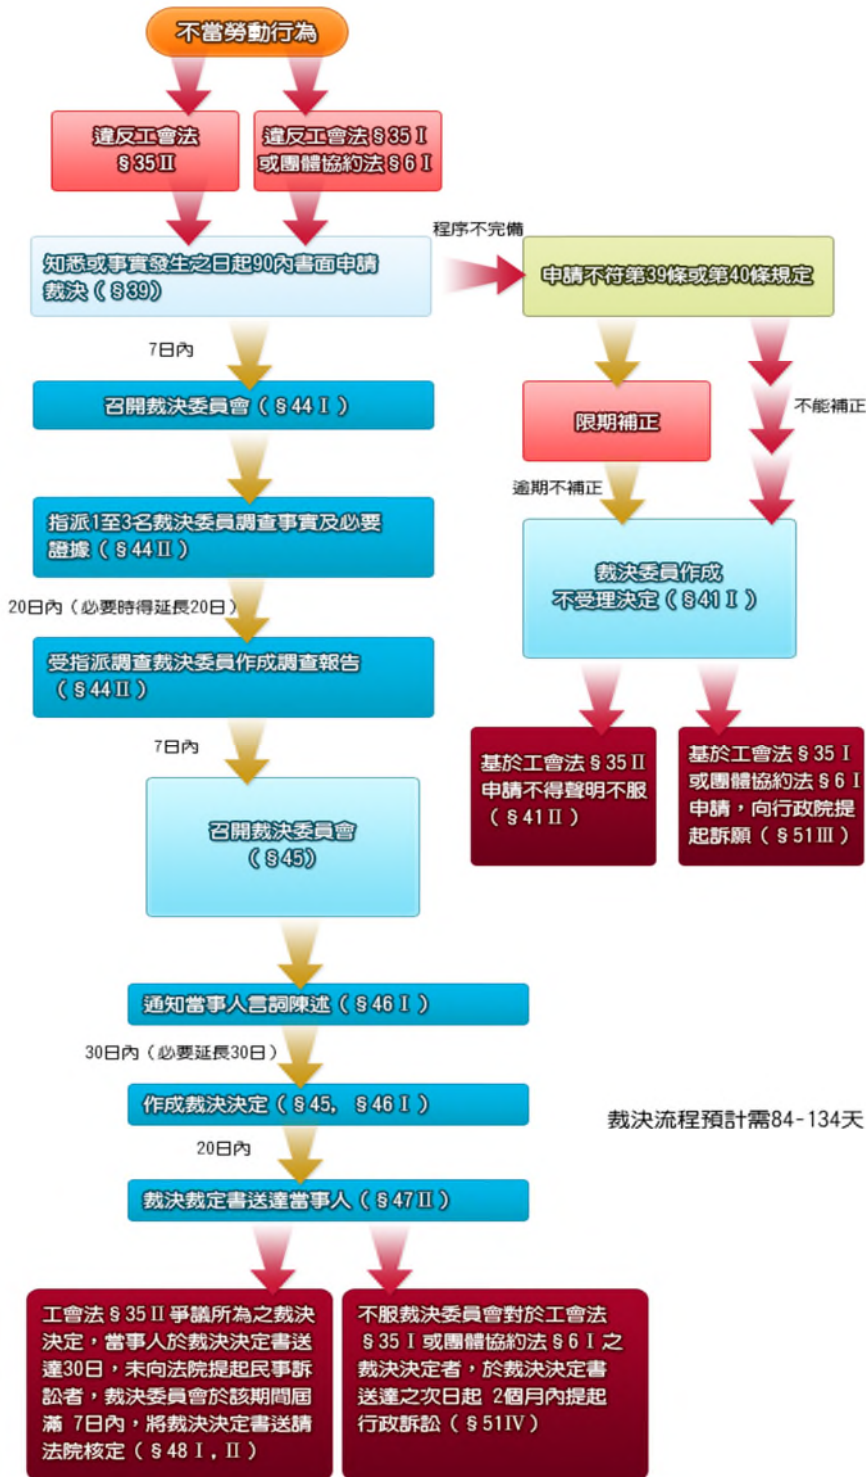 不當勞動行為
違反工會法
§35Ⅱ
違反工會法§35Ⅰ
或團體協約法§6Ⅰ
知悉或事實發生之日起90內書面申請
裁決(§39)
程序不完備
申請不符第39條或第40條規定
7日內
召開裁決委員會(§44Ⅰ)
限期補正
不能補正
逾期不補正
指派1至3名裁決委員調查事實及必要
證據(§44Ⅱ)
裁決委員作成
不受理決定(§41Ⅰ)
20日內(必要時得延長20日)
受指派調查裁決委員作成調查報告
(§44Ⅱ)
7日內
基於工會法§35Ⅱ
申請不得聲明不服
(§41Ⅱ)
基於工會法§35Ⅰ
或團體協約法§6Ⅰ
申請,向行政院提
起訴願(§51Ⅲ)
召開裁決委員會
(§45)
通知當事人言詞陳述(§46Ⅰ)
30日內(必要延長30日)
作成裁決決定(§45, §46Ⅰ)
裁決流程預計需84-134天
20日內
裁決裁定書送達當事人(§47Ⅱ)
工會法§35Ⅱ爭議所為之裁決
決定,當事人於裁決決定書送
達30日,未向法院提起民事訴
訟者,裁決委員會於該期間屆
滿 7日內,將裁決決定書送請
法院核定(§48Ⅰ,Ⅱ)
不服裁決委員會對於工會法
§35Ⅰ或團體協約法§6Ⅰ之
裁決決定者,於裁決決定書
送達之次日起 2個月內提起
行政訴訟(§51Ⅳ)